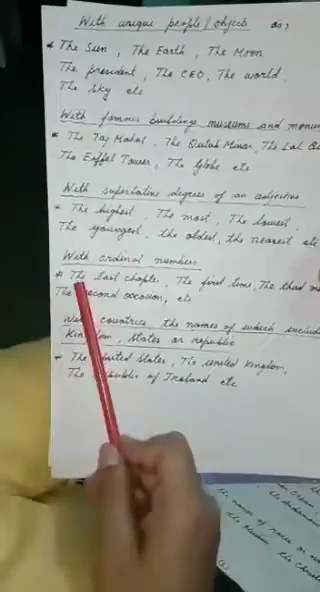 With unique people/objects as,
* The Sun, The Earth, The Moon
The president, The CEO, The world,
The Sky etc
With famous buildings museums and monu
* The Taj Mahal, The Qutub Minar, The Lal Qi
The Eiffel Tower, The Globe etc
With superlative degrees of an adjective
* The highest, The most, The lowest,
The youngest, the oldest, the nearest etc
With ordinal numbers
* The last chapter, The first time, The third
The second, etc
With countries the names of which include
Kingdom, states or republic
* The United States, The United Kingdom,
The Republic of Ireland etc
the names of